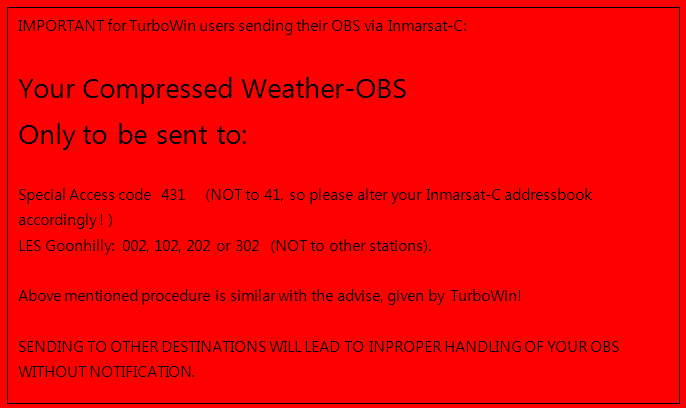 IMPORTANT for TurboWin users sending their OBS via Inmarsat-C:
Your Compressed Weather-OBS
Only to be sent to:
Special Access code 431 (NOT to 41, so please alter your Inmarsat-C addressbook
accordingly! )
LES Goonhilly: 002, 102, 202 or 302 (NOT to other stations).
Above mentioned procedure is similar with the advise, given by TurboWin!
SENDING TO OTHER DESTINATIONS WILL LEAD TO INPROPER HANDLING OF YOUR OBS
WITHOUT NOTIFICATION.